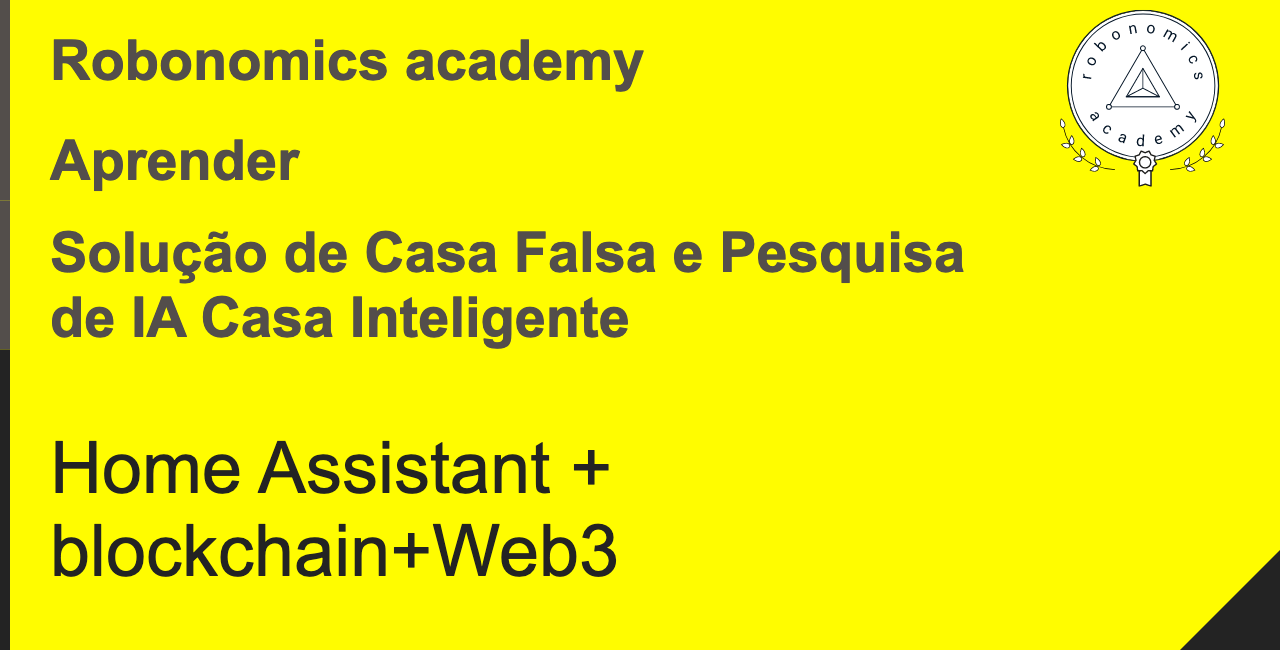 Robonomics academy
Aprender
Solução de Casa Falsa e Pesquisa
de IA Casa Inteligente
Home Assistant +
blockchain+Web3
robonomics
academy